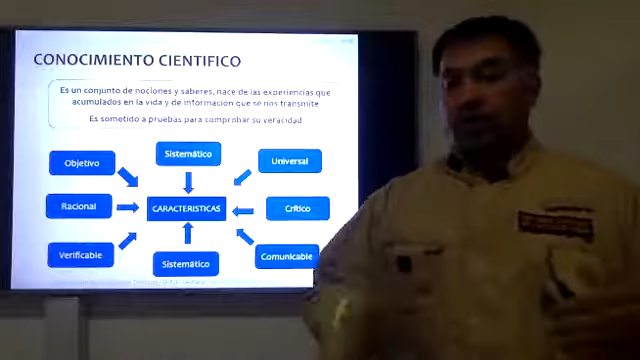 CONOCIMIENTO CIENTIFICO
Es un conjunto de nociones y saberes, nace de las experiencias que
acumulados en la vida y de información que se nos transmite
Es sometido a pruebas para comprobar su veracidad
Objetivo
Sistemático
Universal
Racional
CARACTERISTICAS
Crítico
Verificable
Sistemático
Comunicable